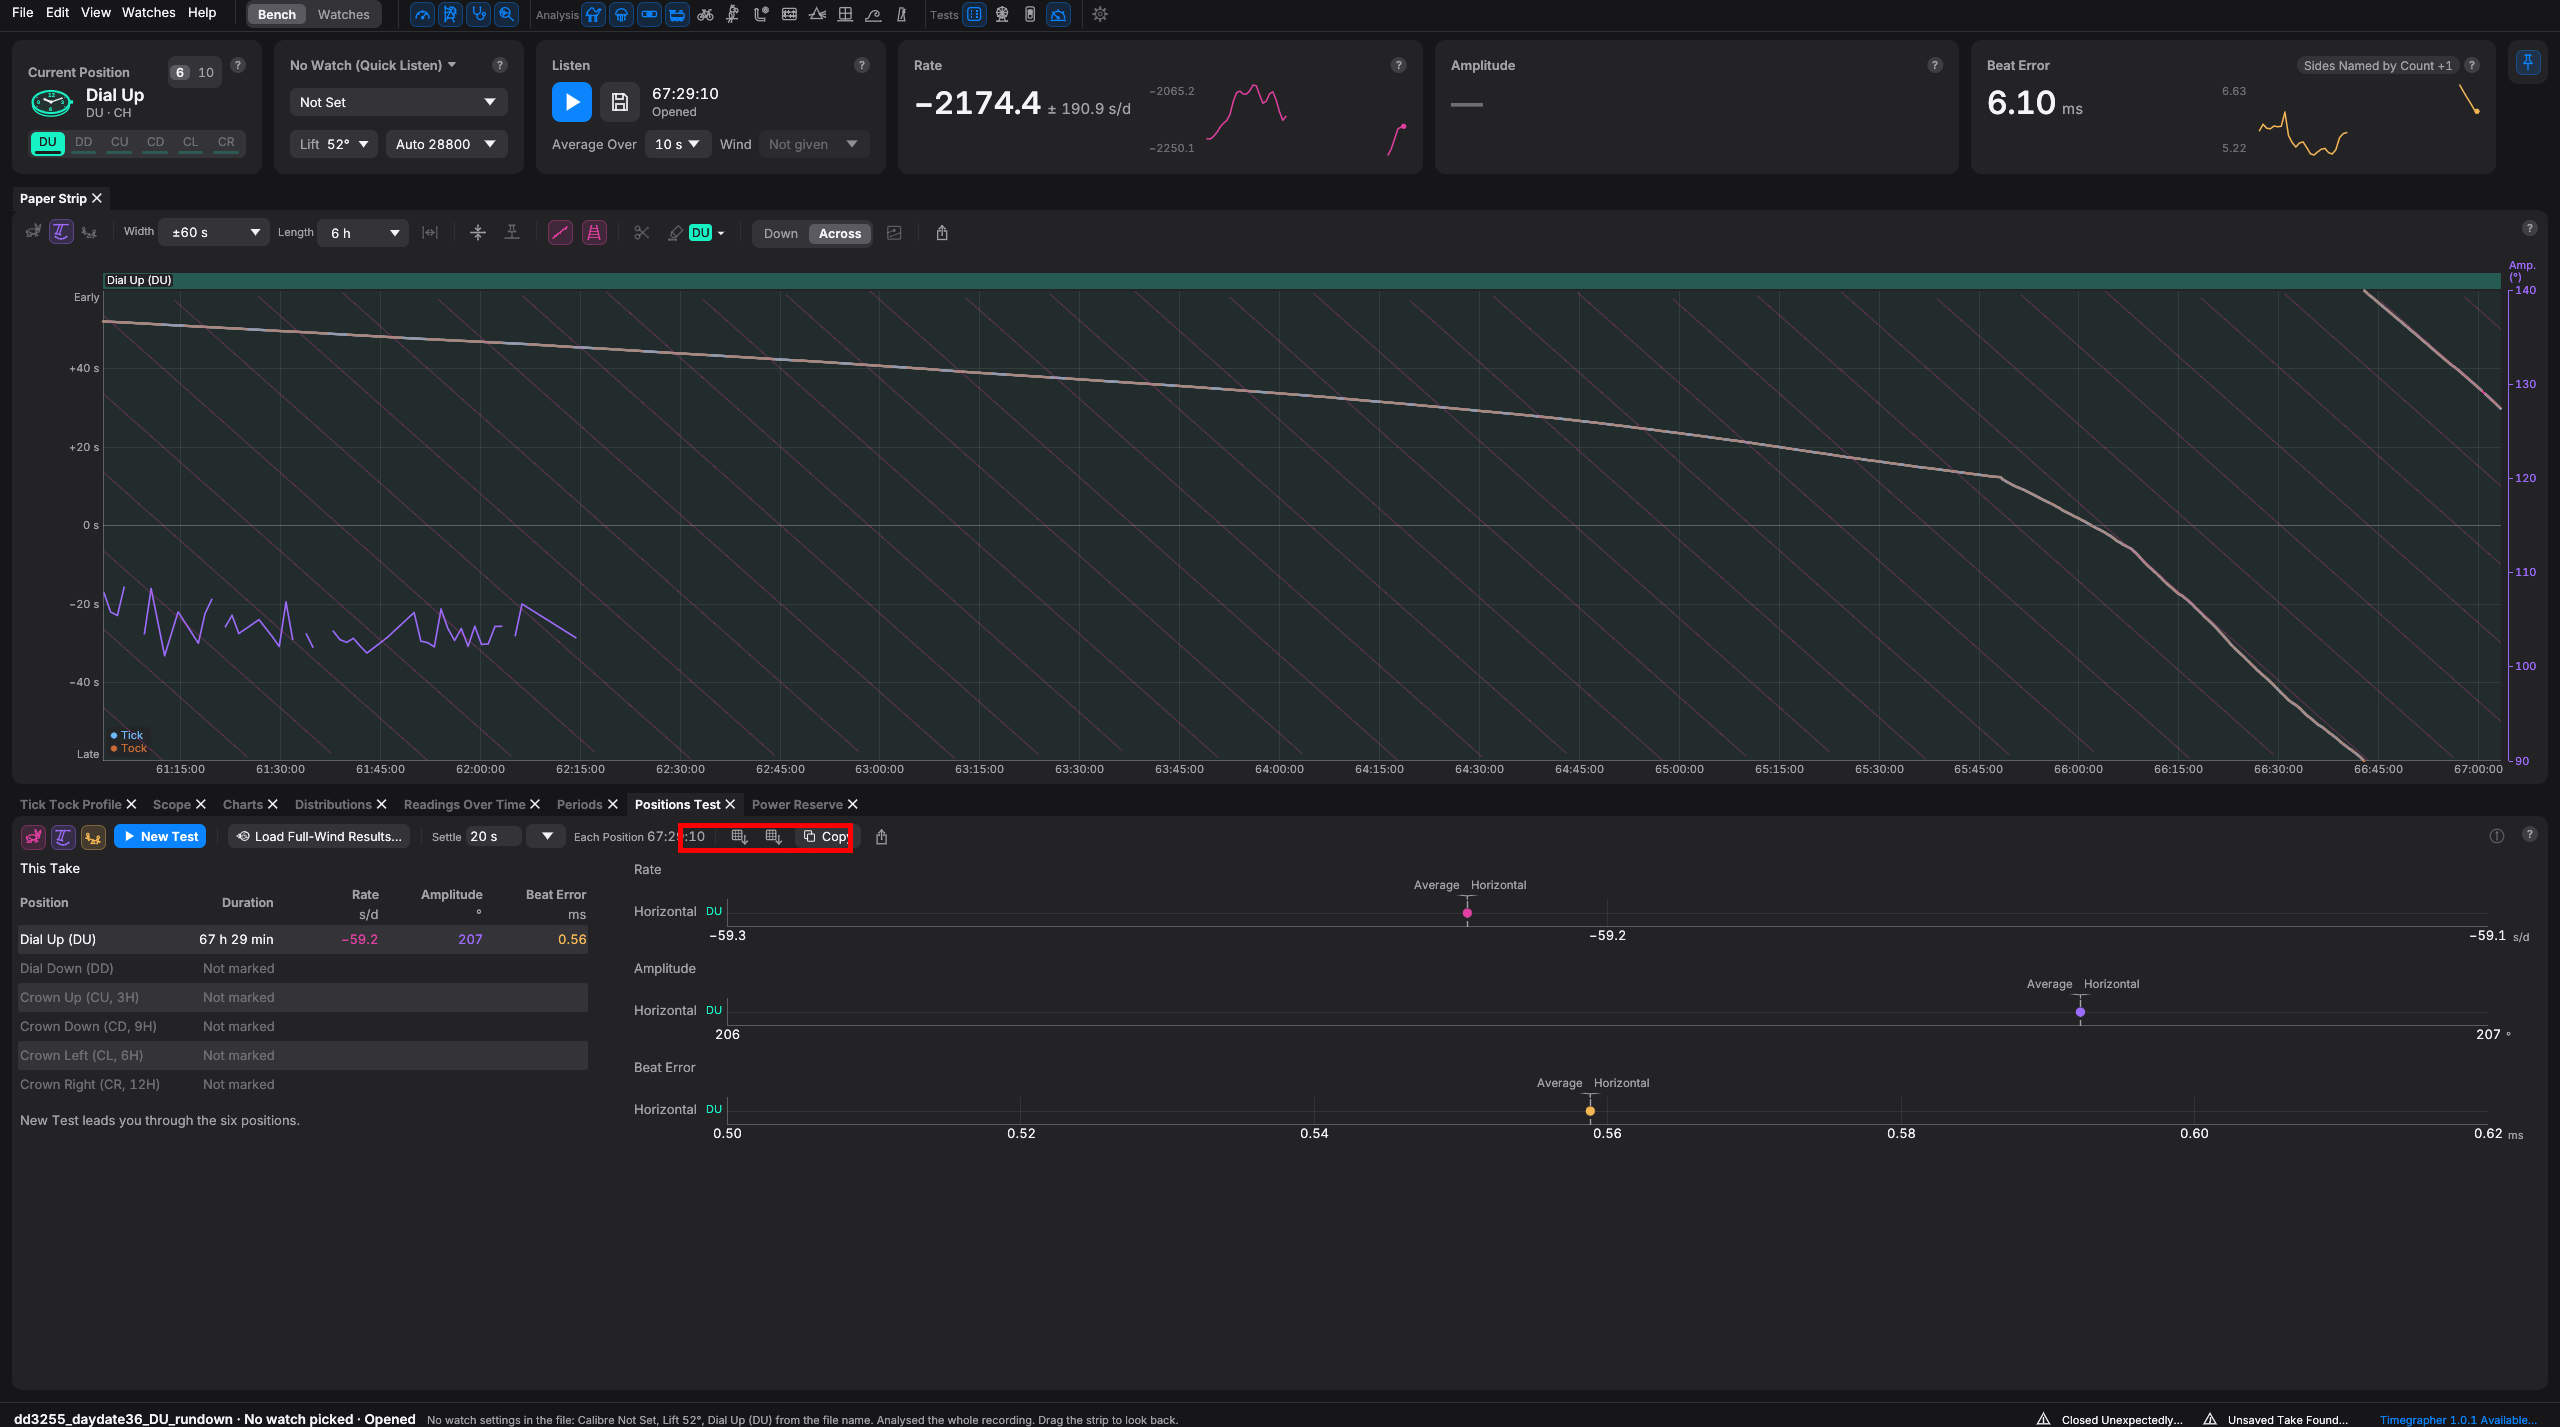 File Edit View Watches Help Bench Watches Analysis Tests
Current Position 6 10 ?
Dial Up
DU · CH
DU DD CU CD CL CR
No Watch (Quick Listen) ?
Not Set
Lift 52° Auto 28800
Listen ?
67:29:10
Opened
Average Over 10 s Wind Not given
Rate ?
−2174.4 ± 190.9 s/d
−2065.2
−2250.1
Amplitude ?
—
Beat Error Sides Named by Count +1 ?
6.10 ms
6.63
5.22
Paper Strip
Width ±60 s Length 6 h DU Down Across ?
Dial Up (DU)
Amp. (°)
Early
+40 s
+20 s
0 s
−20 s
−40 s
Late
140
130
120
110
100
90
Tick
Tock
61:15:00 61:30:00 61:45:00 62:00:00 62:15:00 62:30:00 62:45:00 63:00:00 63:15:00 63:30:00 63:45:00 64:00:00 64:15:00 64:30:00 64:45:00 65:00:00 65:15:00 65:30:00 65:45:00 66:00:00 66:15:00 66:30:00 66:45:00 67:00:00
Tick Tock Profile Scope Charts Distributions Readings Over Time Periods Positions Test Power Reserve
New Test Load Full-Wind Results... Settle 20 s Each Position 67:29:10 Copy ?
This Take
Position Duration Rate s/d Amplitude ° Beat Error ms
Dial Up (DU) 67 h 29 min −59.2 207 0.56
Dial Down (DD) Not marked
Crown Up (CU, 3H) Not marked
Crown Down (CD, 9H) Not marked
Crown Left (CL, 6H) Not marked
Crown Right (CR, 12H) Not marked
New Test leads you through the six positions.
Rate
Average Horizontal
Horizontal DU
−59.3 −59.2 −59.1 s/d
Amplitude
Average Horizontal
Horizontal DU
206 207 °
Beat Error
Average Horizontal
Horizontal DU
0.50 0.52 0.54 0.56 0.58 0.60 0.62 ms
dd3255_daydate36_DU_rundown · No watch picked · Opened No watch settings in the file: Calibre Not Set, Lift 52°, Dial Up (DU) from the file name. Analysed the whole recording. Drag the strip to look back. Closed Unexpectedly... Unsaved Take Found... Timegrapher 1.0.1 Available...